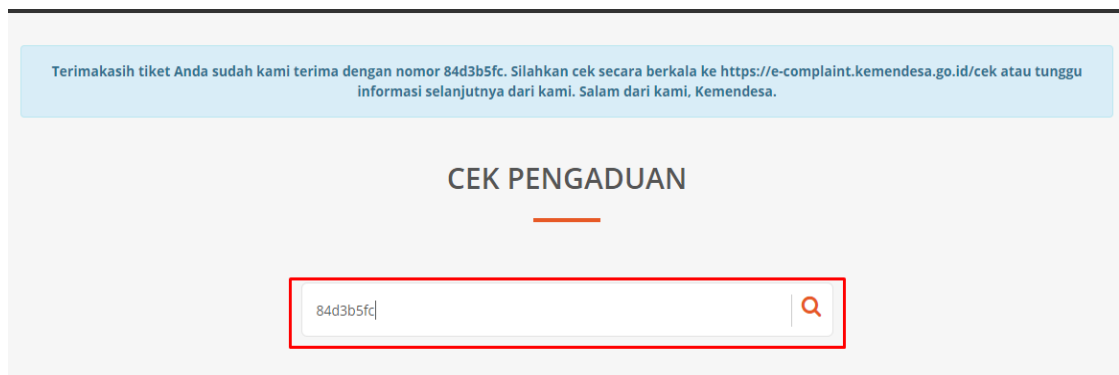 Terimakasih tiket Anda sudah kami terima dengan nomor 84d3b5fc. Silahkan cek secara berkala ke https://e-complaint.kemendesa.go.id/cek atau tunggu
informasi selanjutnya dari kami. Salam dari kami, Kemendesa.
CEK PENGADUAN
84d3b5fc